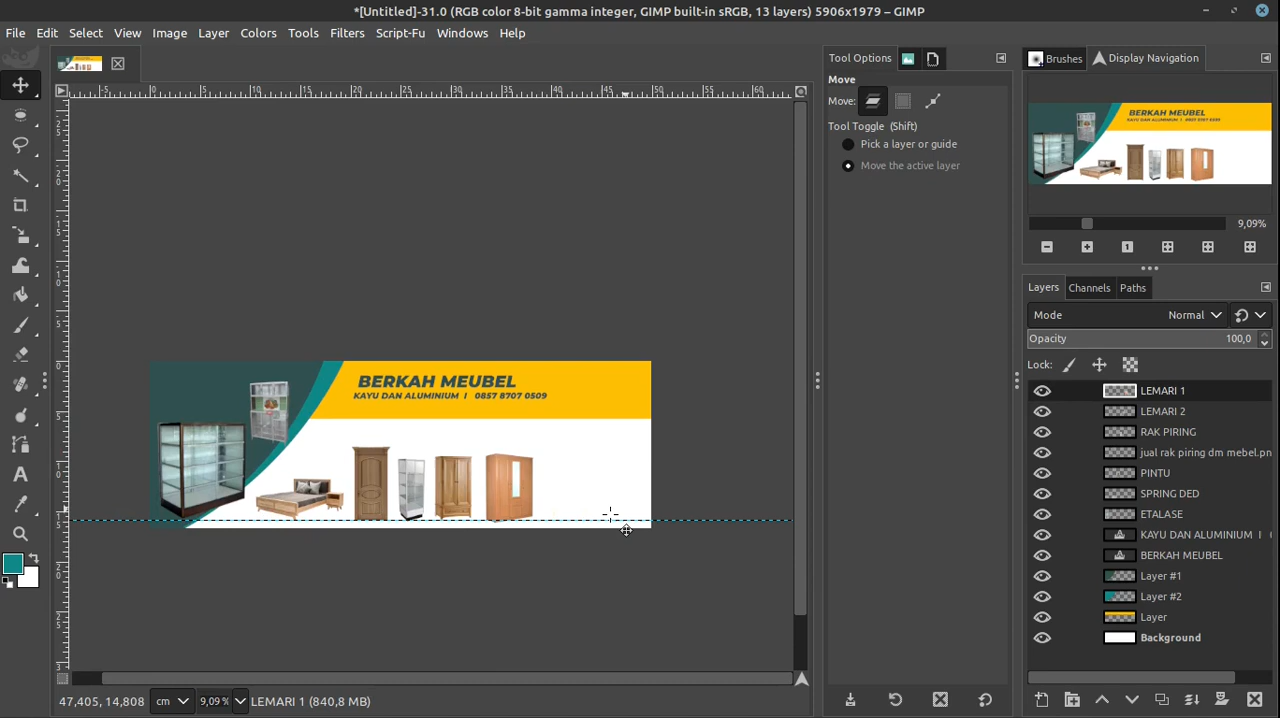 *[Untitled]-31.0 (RGB color 8-bit gamma integer, GIMP built-in sRGB, 13 layers) 5906x1979 – GIMP
File Edit Select View Image Layer Colors Tools Filters Script-Fu Windows Help
Tool Options
Brushes
Display Navigation
Move
Move:
Tool Toggle (Shift)
Pick a layer or guide
Move the active layer
BERKAH MEUBEL
KAYU DAN ALUMINIUM I 0857 8707 0509
9,09%
Layers Channels Paths
Mode Normal
Opacity 100,0
Lock:
LEMARI 1
LEMARI 2
RAK PIRING
jual rak piring dm mebel.pn
PINTU
SPRING DED
ETALASE
KAYU DAN ALUMINIUM I
BERKAH MEUBEL
Layer #1
Layer #2
Layer
Background
47,405, 14,808 cm 9,09% LEMARI 1 (840,8 MB)